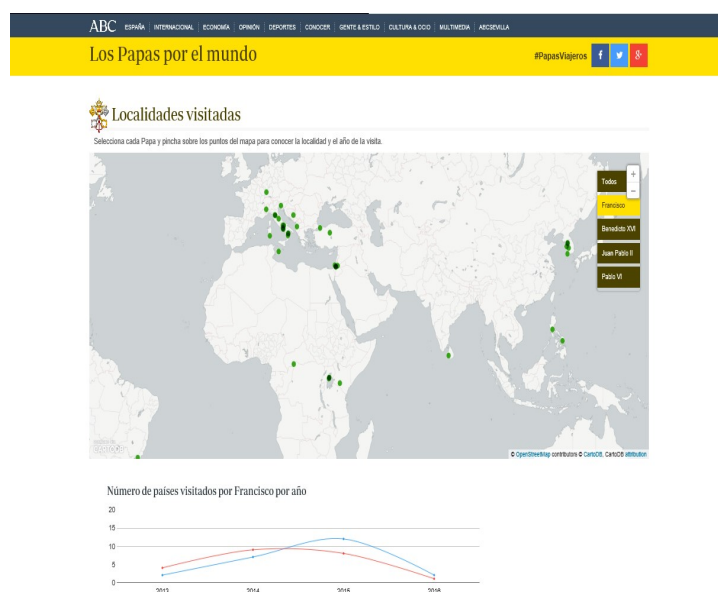 ABC ESPAÑA INTERNACIONAL ECONOMÍA OPINIÓN DEPORTES CONOCER GENTE & ESTILO CULTURA & OCIO MULTIMEDIA ABCSEVILLA
Los Papas por el mundo
#PapasViajeros f g+
Localidades visitadas
Selecciona cada Papa y pincha sobre los puntos del mapa para conocer la localidad y el año de la visita.
+
Todos
−
Francisco
Benedicto XVI
Juan Pablo II
Pablo VI
© OpenStreetMap contributors © CartoDB, CartoDB attribution
Número de países visitados por Francisco por año
20
15
10
5
0
2013 2014 2015 2016